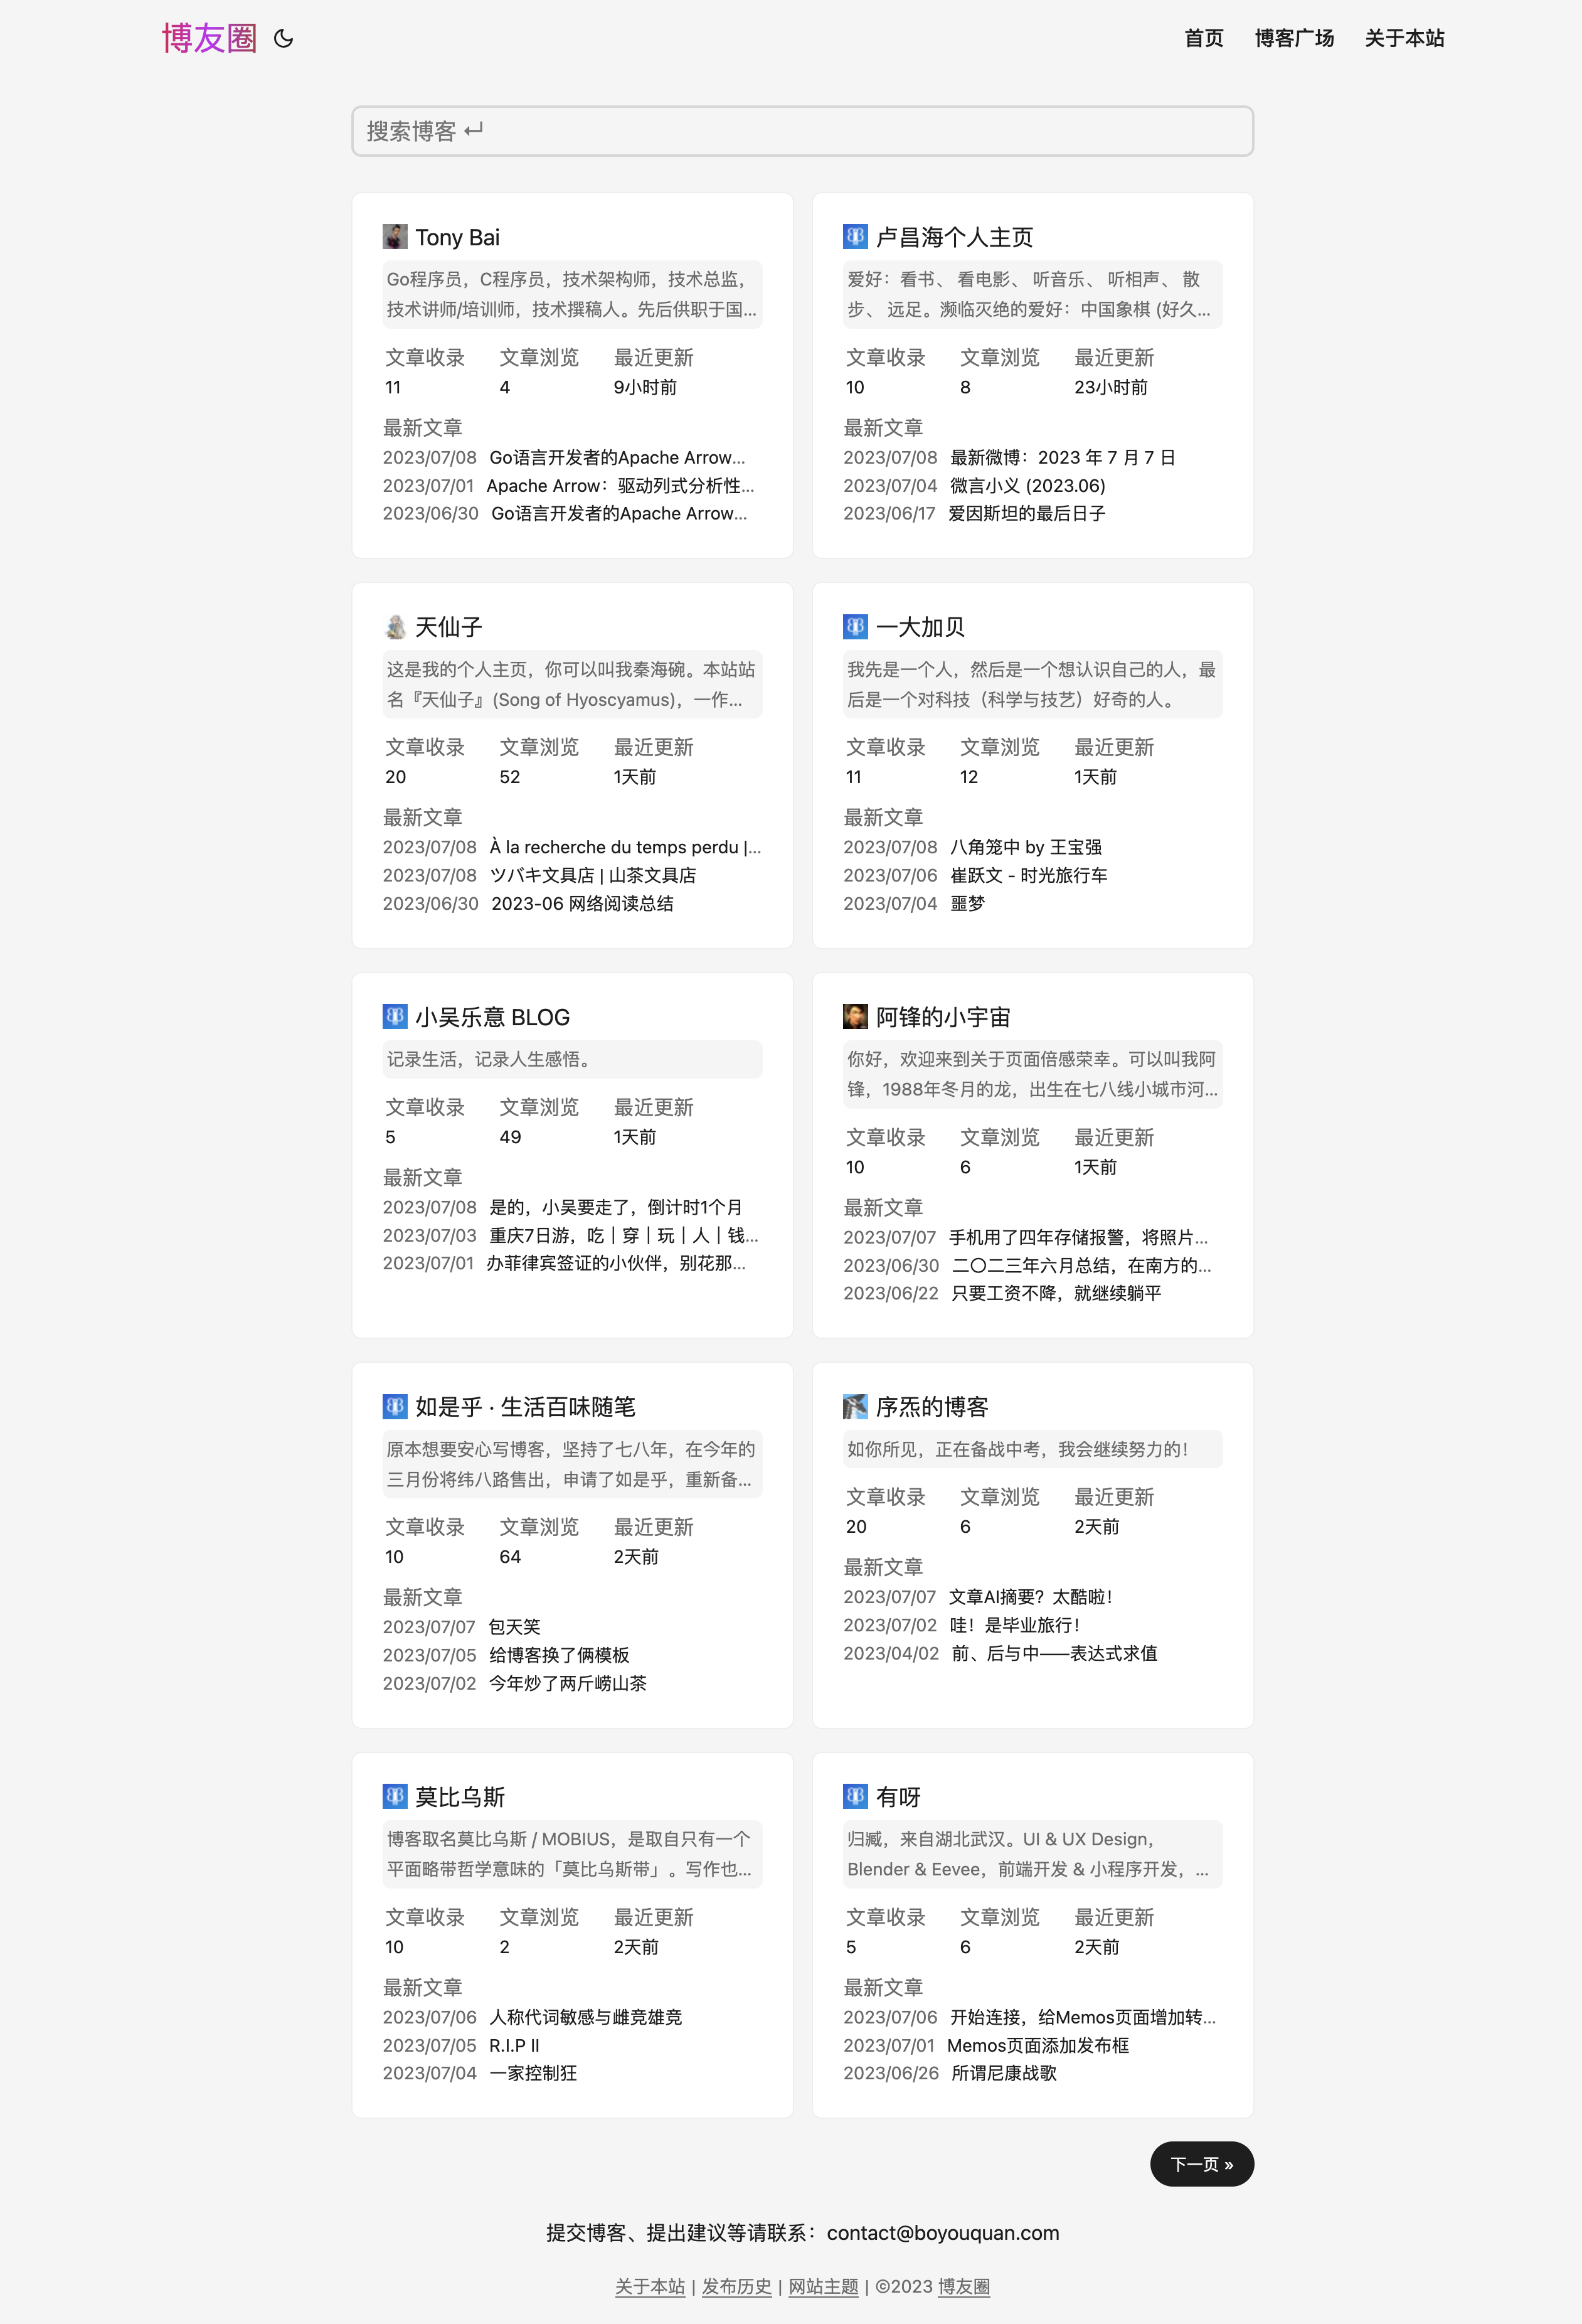 博友圈
首页 博客广场 关于本站
搜索博客 ↵
Tony Bai
Go程序员，C程序员，技术架构师，技术总监，
技术讲师/培训师，技术撰稿人。先后供职于国...
文章收录 文章浏览 最近更新
11 4 9小时前
最新文章
2023/07/08 Go语言开发者的Apache Arrow...
2023/07/01 Apache Arrow：驱动列式分析性...
2023/06/30 Go语言开发者的Apache Arrow...
卢昌海个人主页
爱好：看书、 看电影、 听音乐、 听相声、 散
步、 远足。濒临灭绝的爱好：中国象棋 (好久...
文章收录 文章浏览 最近更新
10 8 23小时前
最新文章
2023/07/08 最新微博：2023 年 7 月 7 日
2023/07/04 微言小义 (2023.06)
2023/06/17 爱因斯坦的最后日子
天仙子
这是我的个人主页，你可以叫我秦海碗。本站站
名『天仙子』(Song of Hyoscyamus)，一作...
文章收录 文章浏览 最近更新
20 52 1天前
最新文章
2023/07/08 À la recherche du temps perdu |...
2023/07/08 ツバキ文具店 | 山茶文具店
2023/06/30 2023-06 网络阅读总结
一大加贝
我先是一个人，然后是一个想认识自己的人，最
后是一个对科技（科学与技艺）好奇的人。
文章收录 文章浏览 最近更新
11 12 1天前
最新文章
2023/07/08 八角笼中 by 王宝强
2023/07/06 崔跃文 - 时光旅行车
2023/07/04 噩梦
小吴乐意 BLOG
记录生活，记录人生感悟。
文章收录 文章浏览 最近更新
5 49 1天前
最新文章
2023/07/08 是的，小吴要走了，倒计时1个月
2023/07/03 重庆7日游，吃｜穿｜玩｜人｜钱...
2023/07/01 办菲律宾签证的小伙伴，别花那...
阿锋的小宇宙
你好，欢迎来到关于页面倍感荣幸。可以叫我阿
锋，1988年冬月的龙，出生在七八线小城市河...
文章收录 文章浏览 最近更新
10 6 1天前
最新文章
2023/07/07 手机用了四年存储报警，将照片...
2023/06/30 二〇二三年六月总结，在南方的...
2023/06/22 只要工资不降，就继续躺平
如是乎 · 生活百味随笔
原本想要安心写博客，坚持了七八年，在今年的
三月份将纬八路售出，申请了如是乎，重新备...
文章收录 文章浏览 最近更新
10 64 2天前
最新文章
2023/07/07 包天笑
2023/07/05 给博客换了俩模板
2023/07/02 今年炒了两斤崂山茶
序炁的博客
如你所见，正在备战中考，我会继续努力的！
文章收录 文章浏览 最近更新
20 6 2天前
最新文章
2023/07/07 文章AI摘要？太酷啦！
2023/07/02 哇！是毕业旅行！
2023/04/02 前、后与中——表达式求值
莫比乌斯
博客取名莫比乌斯 / MOBIUS，是取自只有一个
平面略带哲学意味的「莫比乌斯带」。写作也...
文章收录 文章浏览 最近更新
10 2 2天前
最新文章
2023/07/06 人称代词敏感与雌竞雄竞
2023/07/05 R.I.P II
2023/07/04 一家控制狂
有呀
归臧，来自湖北武汉。UI & UX Design，
Blender & Eevee，前端开发 & 小程序开发，...
文章收录 文章浏览 最近更新
5 6 2天前
最新文章
2023/07/06 开始连接，给Memos页面增加转...
2023/07/01 Memos页面添加发布框
2023/06/26 所谓尼康战歌
下一页 »
提交博客、提出建议等请联系：contact@boyouquan.com
关于本站 | 发布历史 | 网站主题 | ©2023 博友圈